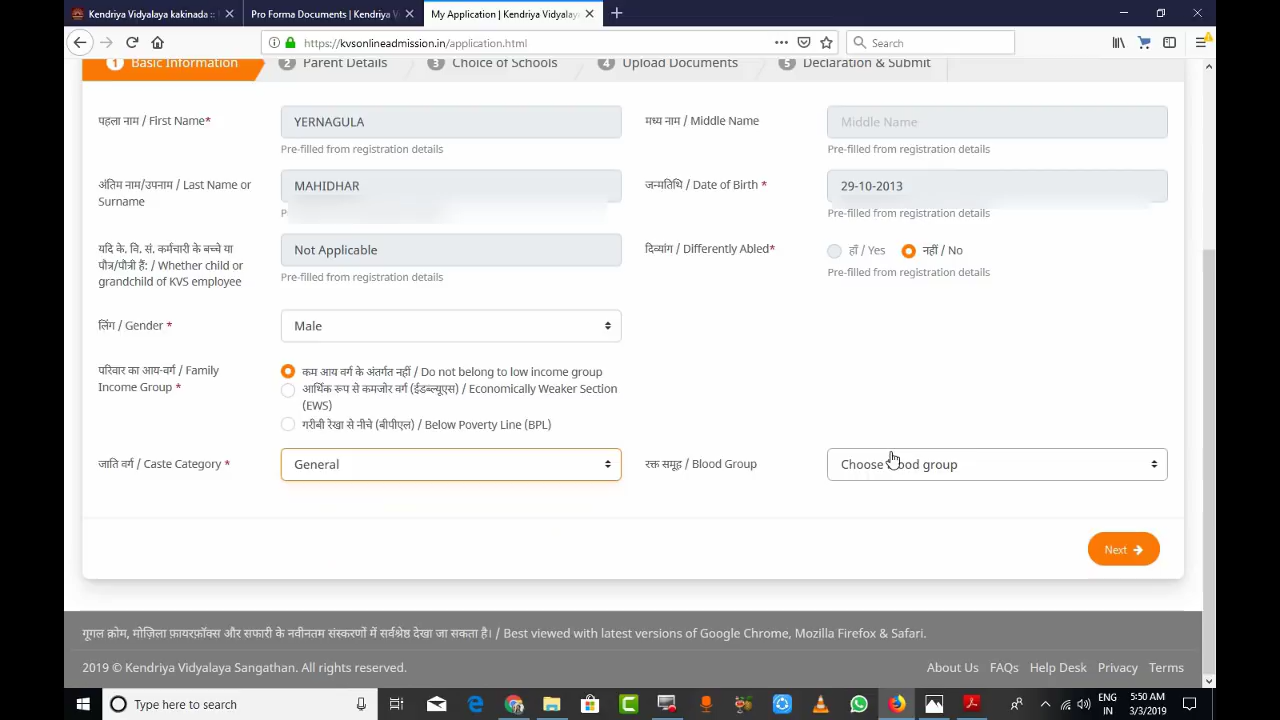 Kendriya Vidyalaya kakinada ::
Pro Forma Documents | Kendriya V
My Application | Kendriya Vidyalaya
https://kvsonlineadmission.in/application.html
Search
1 Basic Information
2 Parent Details
3 Choice of Schools
4 Upload Documents
5 Declaration & Submit
पहला नाम / First Name*
YERNAGULA
Pre-filled from registration details
मध्य नाम / Middle Name
Middle Name
Pre-filled from registration details
अंतिम नाम/उपनाम / Last Name or
Surname
MAHIDHAR
जन्मतिथि / Date of Birth *
29-10-2013
Pre-filled from registration details
यदि के. वि. सं. कर्मचारी के बच्चे या
पौत्र/पौत्री हैं: / Whether child or
grandchild of KVS employee
Not Applicable
Pre-filled from registration details
दिव्यांग / Differently Abled*
हाँ / Yes
नहीं / No
Pre-filled from registration details
लिंग / Gender *
Male
परिवार का आय-वर्ग / Family
Income Group *
कम आय वर्ग के अंतर्गत नहीं / Do not belong to low income group
आर्थिक रूप से कमजोर वर्ग (ईडब्ल्यूएस) / Economically Weaker Section
(EWS)
गरीबी रेखा से नीचे (बीपीएल) / Below Poverty Line (BPL)
जाति वर्ग / Caste Category *
General
रक्त समूह / Blood Group
Choose blood group
Next
गूगल क्रोम, मोज़िला फ़ायरफ़ॉक्स और सफारी के नवीनतम संस्करणों में सर्वश्रेष्ठ देखा जा सकता है। / Best viewed with latest versions of Google Chrome, Mozilla Firefox & Safari.
2019 © Kendriya Vidyalaya Sangathan. All rights reserved.
About Us FAQs Help Desk Privacy Terms
Type here to search
ENG
IN
5:50 AM
3/3/2019